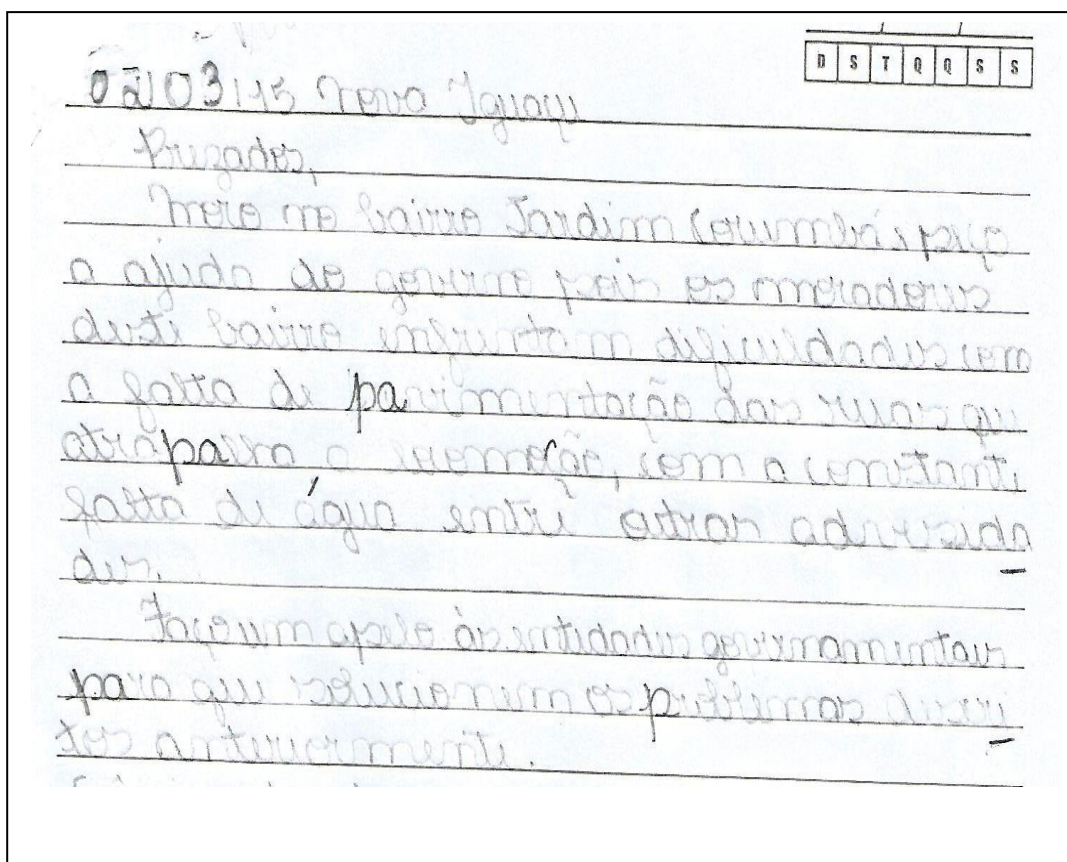 D S T Q Q S S
02/03/15 Nova Iguaçu
Prezados,
Moro no bairro Jardim Corumbá e peço
a ajuda do governo pois os moradores
deste bairro enfrentam dificuldades com
a falta de pavimentação das ruas que
atrapalha a locomoção, com a constante
falta de água entre outras adversida
des.
Faço um apelo às entidades governamentais
para que solucionem os problemas descri
tos anteriormente.